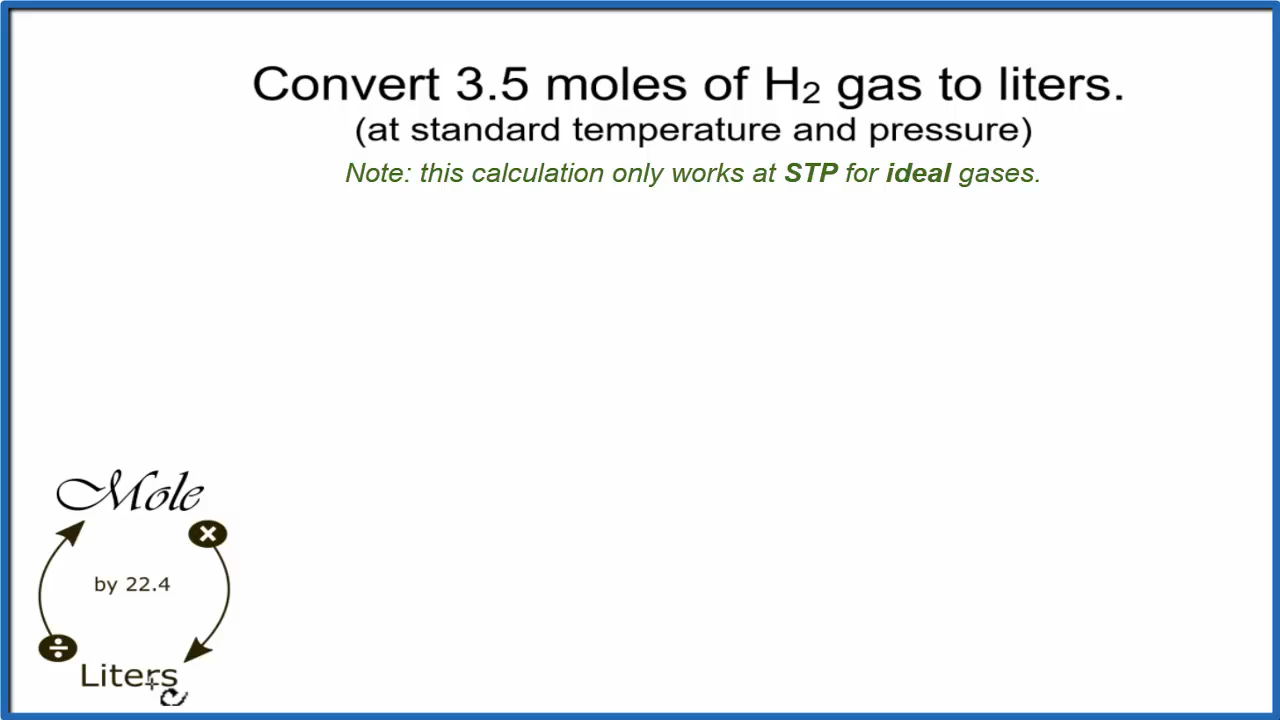 Convert 3.5 moles of H₂ gas to liters.
(at standard temperature and pressure)
Note: this calculation only works at STP for ideal gases.
Mole
by 22.4
Liters